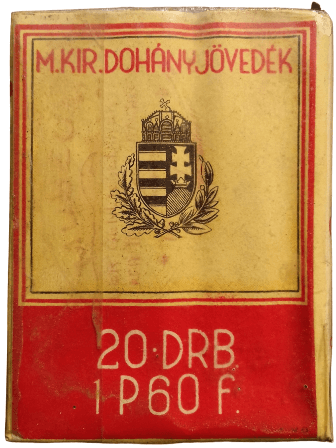 M.KIR.DOHÁNYJÖVEDÉK
20·DRB.
1 P 60 f.